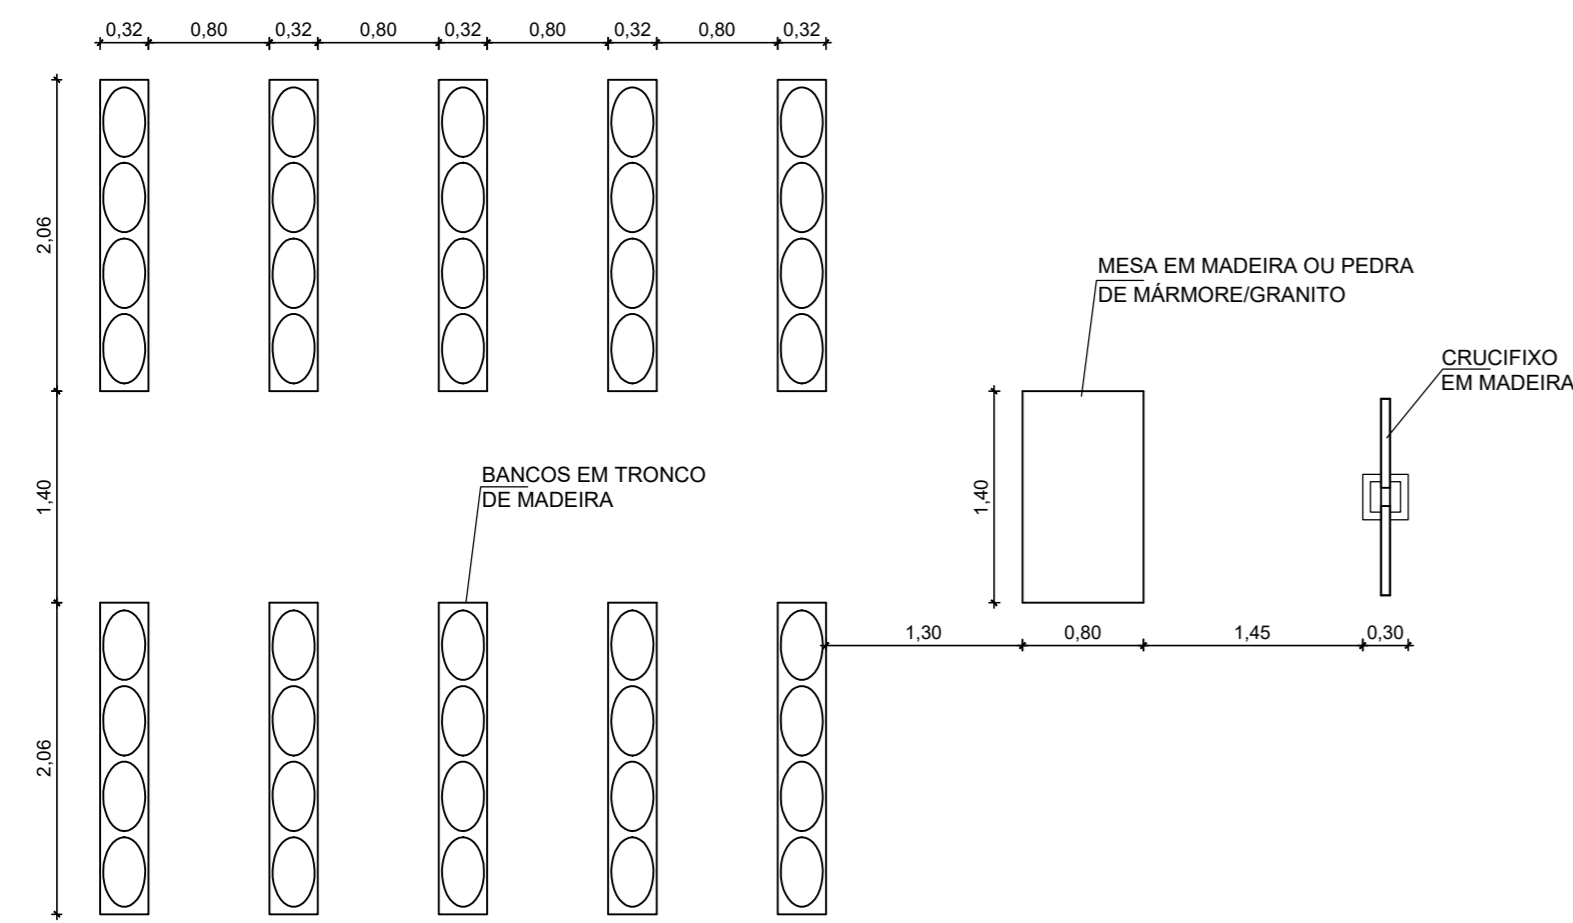 0,32 0,80 0,32 0,80 0,32 0,80 0,32 0,80 0,32
2,06
MESA EM MADEIRA OU PEDRA
DE MÁRMORE/GRANITO
CRUCIFIXO
EM MADEIRA
BANCOS EM TRONCO
DE MADEIRA
1,40
1,40
1,30 0,80 1,45 0,30
2,06